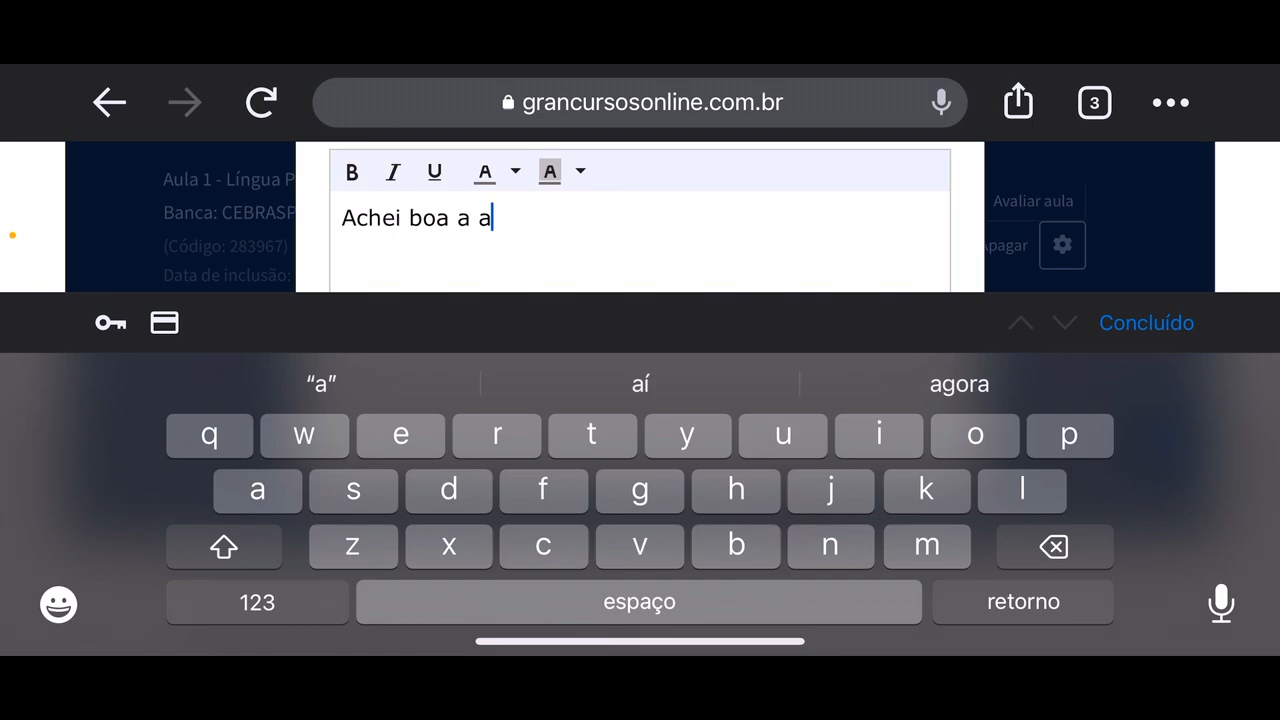 grancursosonline.com.br
3
B I U A A
Aula 1 - Língua P
Banca: CEBRASP
(Código: 283967)
Data de inclusão:
Achei boa a a
Avaliar aula
Apagar
Concluído
“a” aí agora
q w e r t y u i o p
a s d f g h j k l
z x c v b n m
123 espaço retorno